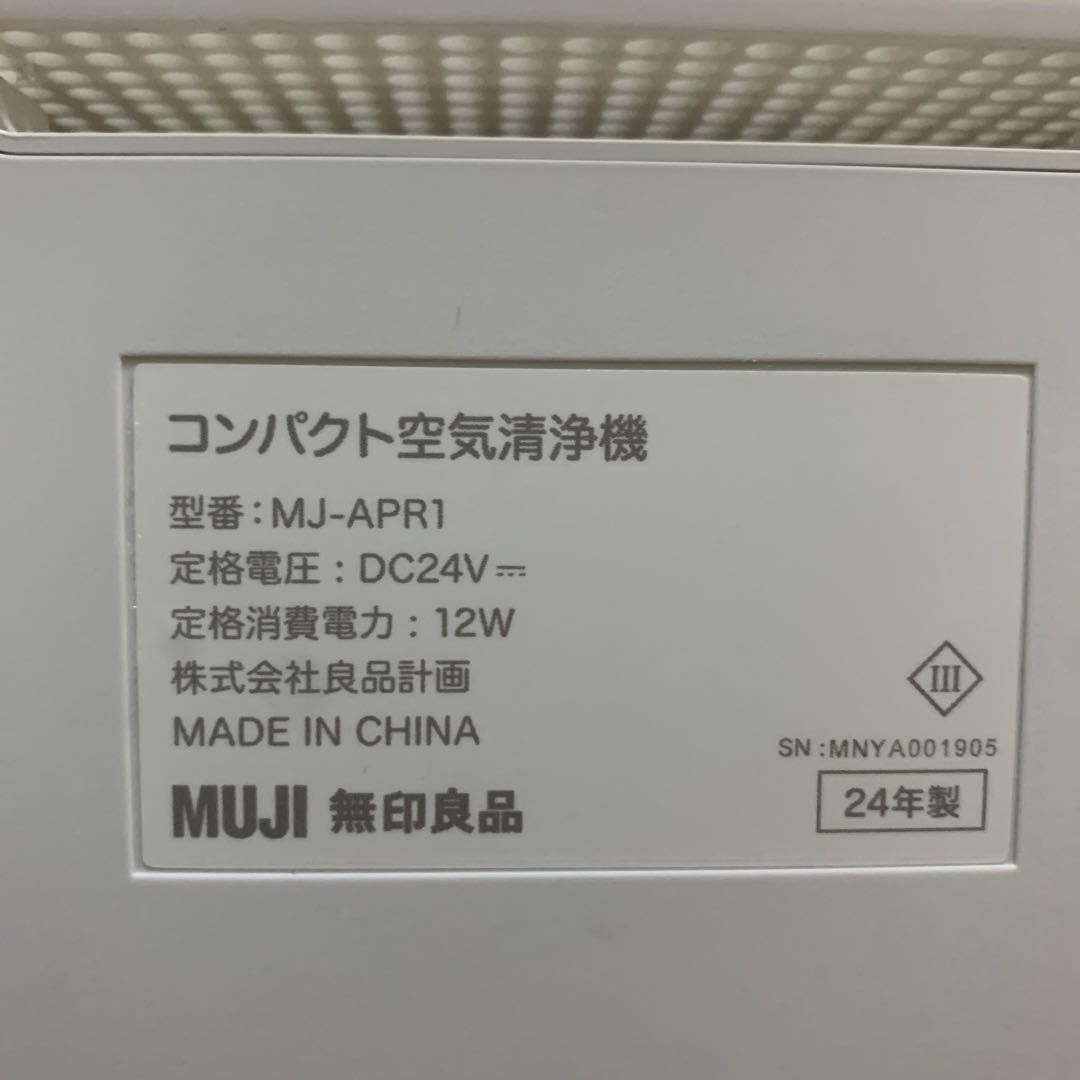 コンパクト空気清浄機
型番：MJ-APR1
定格電圧：DC24V⎓
定格消費電力：12W
株式会社良品計画
MADE IN CHINA
MUJI 無印良品
III
SN:MNYA001905
24年製